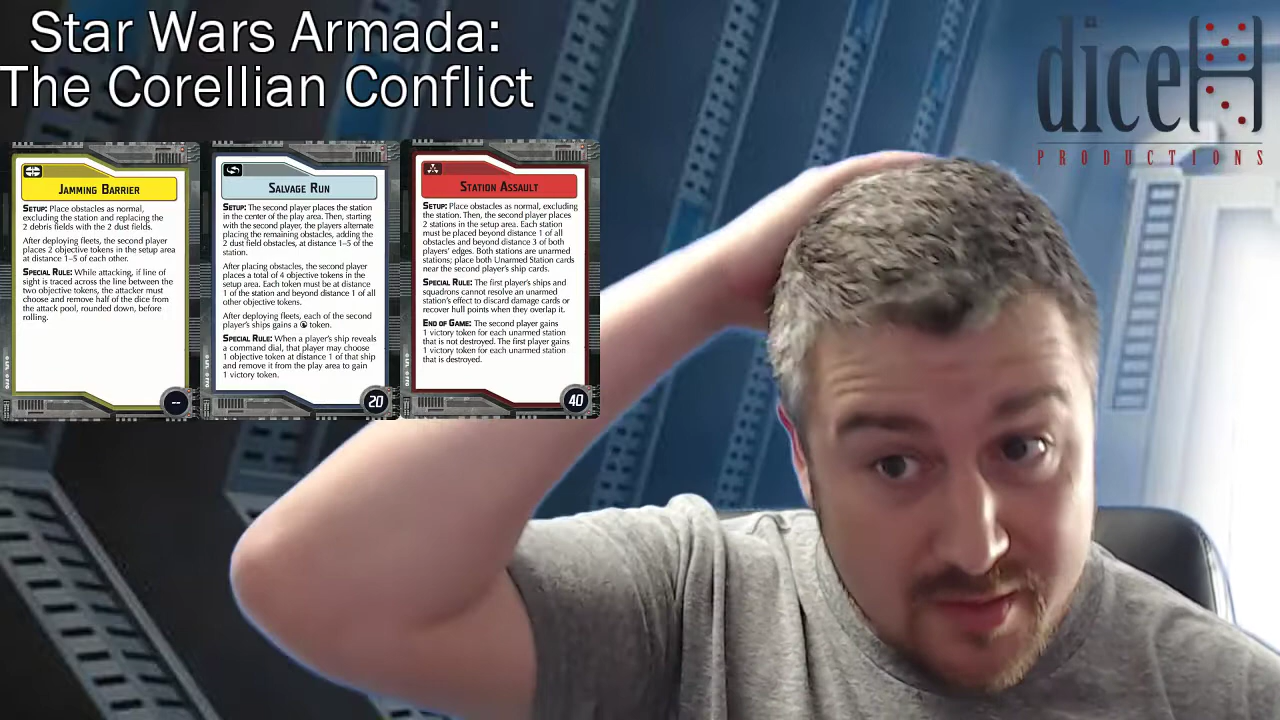 Star Wars Armada:
The Corellian Conflict
diceH
PRODUCTIONS
JAMMING BARRIER
SETUP: Place obstacles as normal,
excluding the station and replacing the
2 debris fields with the 2 dust fields.
After deploying fleets, the second player
places 2 objective tokens in the setup area
at distance 1–5 of each other.
SPECIAL RULE: While attacking, if line of
sight is traced across the line between the
two objective tokens, the attacker must
choose and remove half of the dice from
the attack pool, rounded down, before
rolling.
--
SALVAGE RUN
SETUP: The second player places the station
in the center of the play area. Then, starting
with the second player, the players alternate
placing the remaining obstacles, adding the
2 dust field obstacles, at distance 1–5 of the
station.
After placing obstacles, the second player
places a total of 4 objective tokens in the
setup area. Each token must be at distance
1 of the station and beyond distance 1 of all
other objective tokens.
After deploying fleets, each of the second
player's ships gains a token.
SPECIAL RULE: When a player's ship reveals
a command dial, that player may choose
1 objective token at distance 1 of that ship
and remove it from the play area to gain
1 victory token.
20
STATION ASSAULT
SETUP: Place obstacles as normal, excluding
the station. Then, the second player places
2 stations in the setup area. Each station
must be placed beyond distance 1 of all
obstacles and beyond distance 3 of both
players' edges. Both stations are unarmed
stations; place both Unarmed Station cards
near the second player's ship cards.
SPECIAL RULE: The first player's ships and
squadrons cannot resolve an unarmed
station's effect to discard damage cards or
recover hull points when they overlap it.
END OF GAME: The second player gains
1 victory token for each unarmed station
that is not destroyed. The first player gains
1 victory token for each unarmed station
that is destroyed.
40